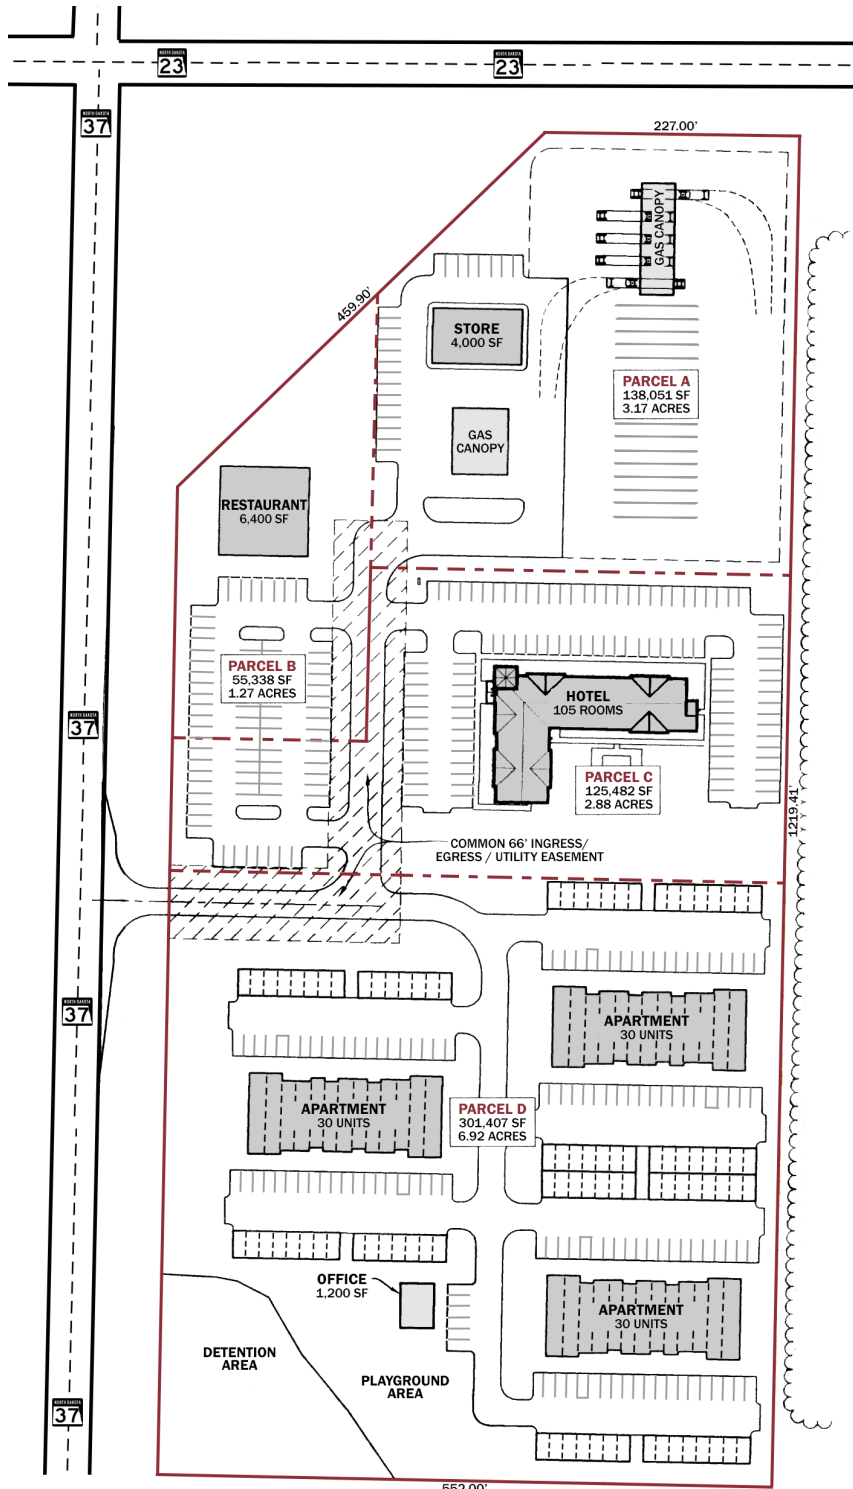 NORTH DAKOTA
23
NORTH DAKOTA
23
NORTH DAKOTA
37
227.00'
GAS CANOPY
459.90'
STORE
4,000 SF
PARCEL A
138,051 SF
3.17 ACRES
GAS
CANOPY
RESTAURANT
6,400 SF
PARCEL B
55,338 SF
1.27 ACRES
HOTEL
105 ROOMS
NORTH DAKOTA
37
PARCEL C
125,482 SF
2.88 ACRES
1219.41'
COMMON 66' INGRESS/
EGRESS / UTILITY EASEMENT
NORTH DAKOTA
37
APARTMENT
30 UNITS
APARTMENT
30 UNITS
PARCEL D
301,407 SF
6.92 ACRES
OFFICE
1,200 SF
APARTMENT
30 UNITS
DETENTION
AREA
PLAYGROUND
AREA
NORTH DAKOTA
37
552.00'